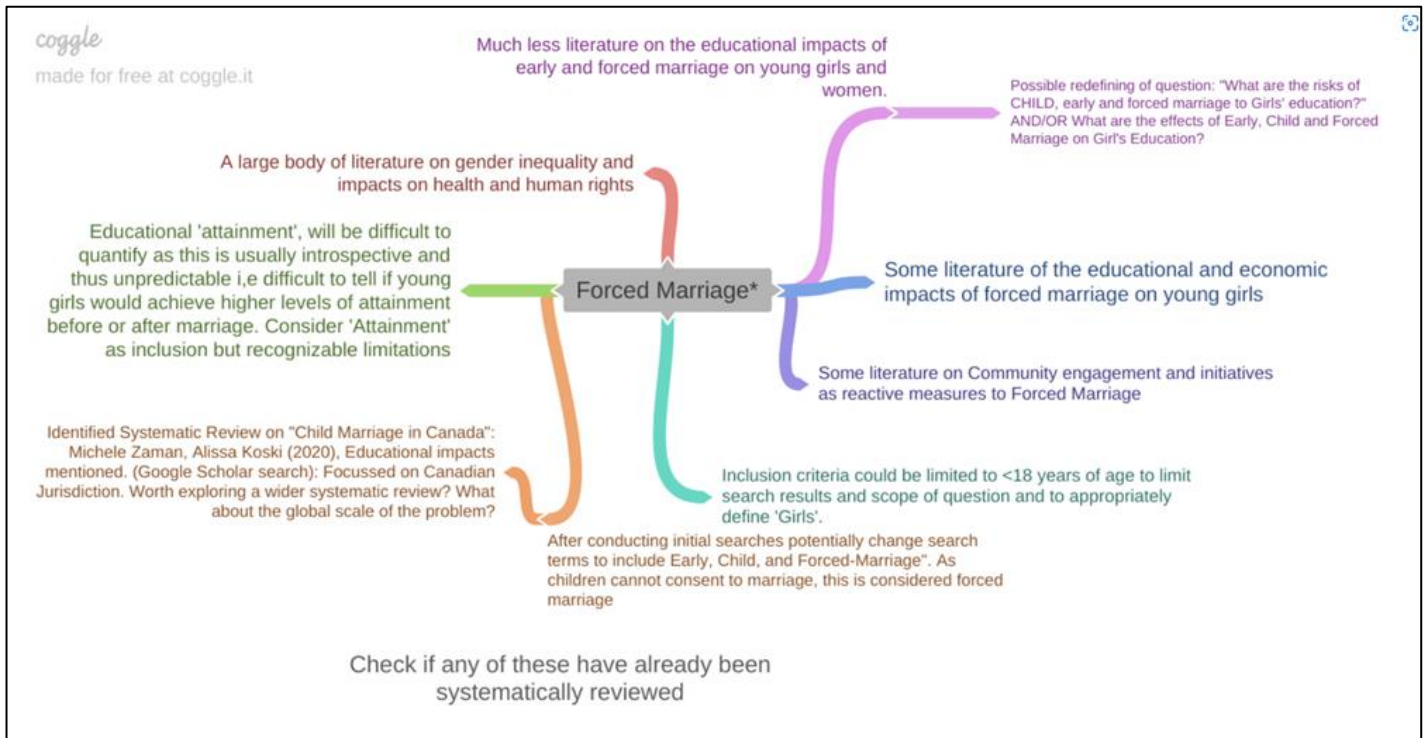 coggle
made for free at coggle.it
Much less literature on the educational impacts of
early and forced marriage on young girls and
women.
Possible redefining of question: "What are the risks of
CHILD, early and forced marriage to Girls' education?"
AND/OR What are the effects of Early, Child and Forced
Marriage on Girl's Education?
A large body of literature on gender inequality and
impacts on health and human rights
Educational 'attainment', will be difficult to
quantify as this is usually introspective and
thus unpredictable i,e difficult to tell if young
girls would achieve higher levels of attainment
before or after marriage. Consider 'Attainment'
as inclusion but recognizable limitations
Forced Marriage*
Some literature of the educational and economic
impacts of forced marriage on young girls
Some literature on Community engagement and initiatives
as reactive measures to Forced Marriage
Identified Systematic Review on "Child Marriage in Canada":
Michele Zaman, Alissa Koski (2020), Educational impacts
mentioned. (Google Scholar search): Focussed on Canadian
Jurisdiction. Worth exploring a wider systematic review? What
about the global scale of the problem?
Inclusion criteria could be limited to <18 years of age to limit
search results and scope of question and to appropriately
define 'Girls'.
After conducting initial searches potentially change search
terms to include Early, Child, and Forced-Marriage". As
children cannot consent to marriage, this is considered forced
marriage
Check if any of these have already been
systematically reviewed